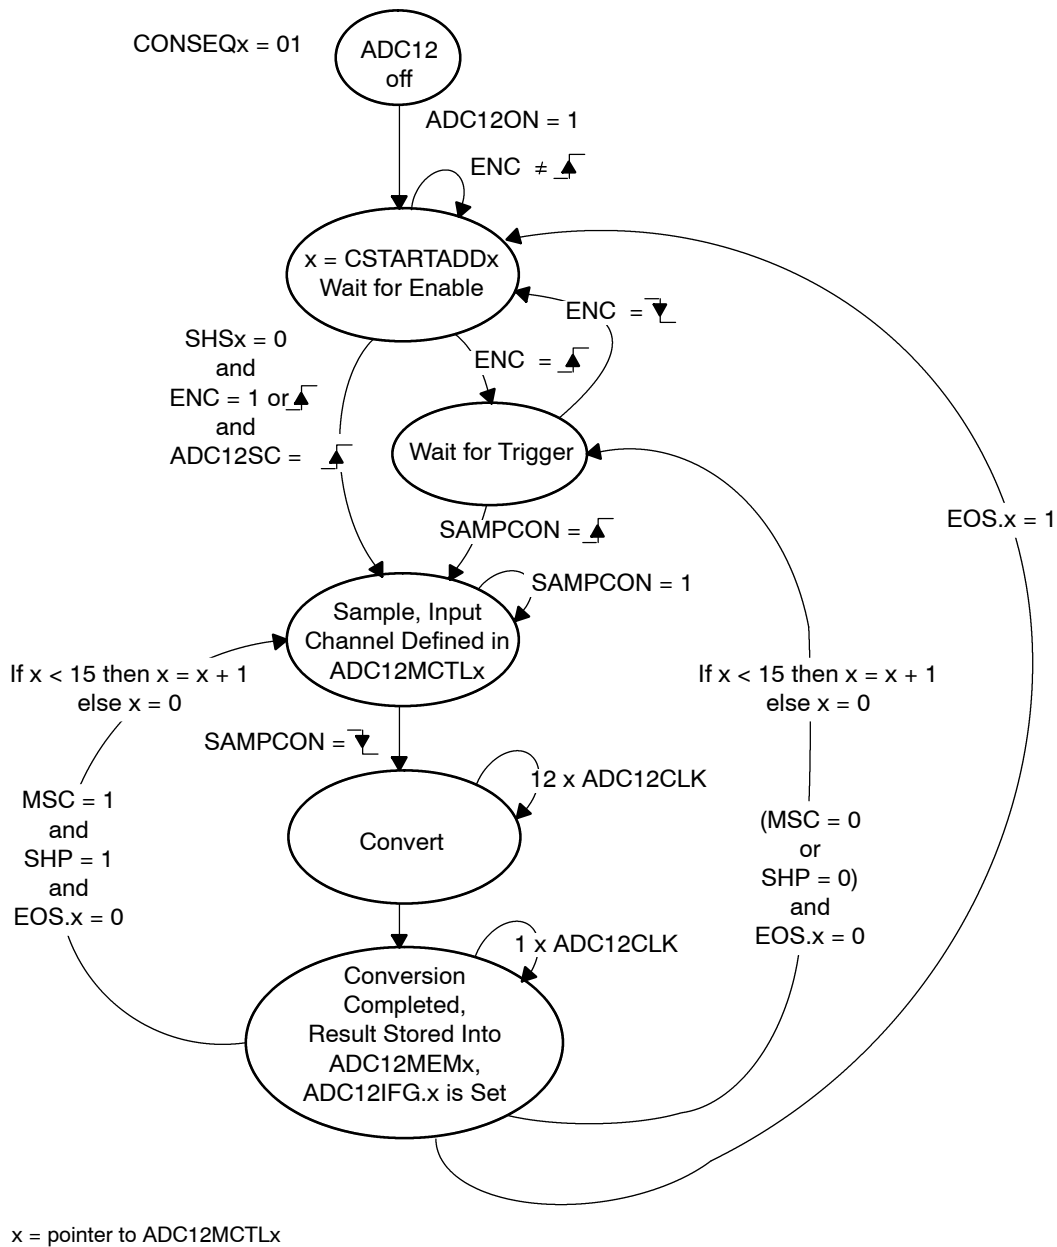 CONSEQx = 01
ADC12
off
ADC12ON = 1
ENC ≠
x = CSTARTADDx
Wait for Enable
ENC =
SHSx = 0
and
ENC = 1 or
and
ADC12SC =
ENC =
Wait for Trigger
SAMPCON =
EOS.x = 1
SAMPCON = 1
Sample, Input
Channel Defined in
ADC12MCTLx
If x < 15 then x = x + 1
else x = 0
If x < 15 then x = x + 1
else x = 0
SAMPCON =
12 x ADC12CLK
Convert
MSC = 1
and
SHP = 1
and
EOS.x = 0
(MSC = 0
or
SHP = 0)
and
EOS.x = 0
1 x ADC12CLK
Conversion
Completed,
Result Stored Into
ADC12MEMx,
ADC12IFG.x is Set
x = pointer to ADC12MCTLx